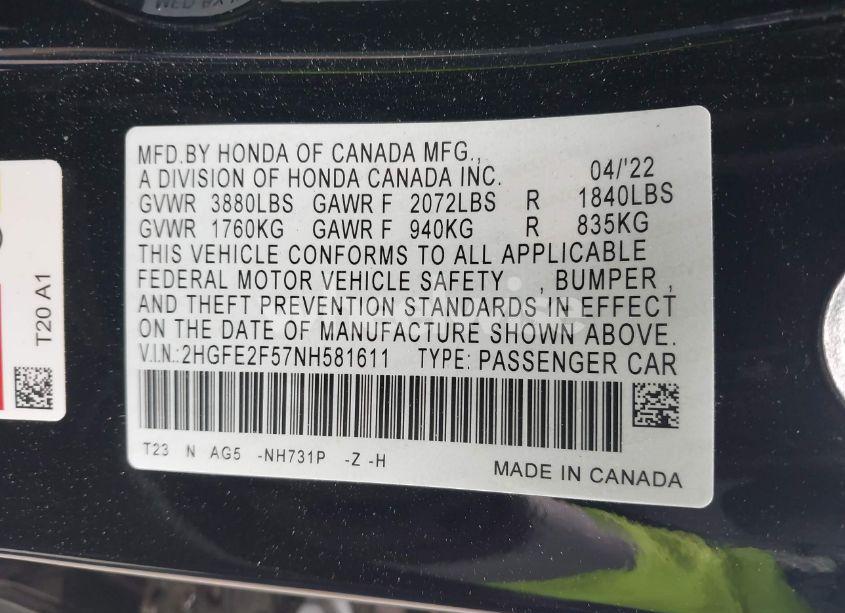 MFD.BY HONDA OF CANADA MFG.,
A DIVISION OF HONDA CANADA INC. 04/'22
GVWR 3880LBS GAWR F 2072LBS R 1840LBS
GVWR 1760KG GAWR F 940KG R 835KG
THIS VEHICLE CONFORMS TO ALL APPLICABLE
FEDERAL MOTOR VEHICLE SAFETY , BUMPER ,
AND THEFT PREVENTION STANDARDS IN EFFECT
ON THE DATE OF MANUFACTURE SHOWN ABOVE.
V.I.N.:2HGFE2F57NH581611 TYPE: PASSENGER CAR
T23 N AG5 -NH731P -Z -H
MADE IN CANADA
T20 A1